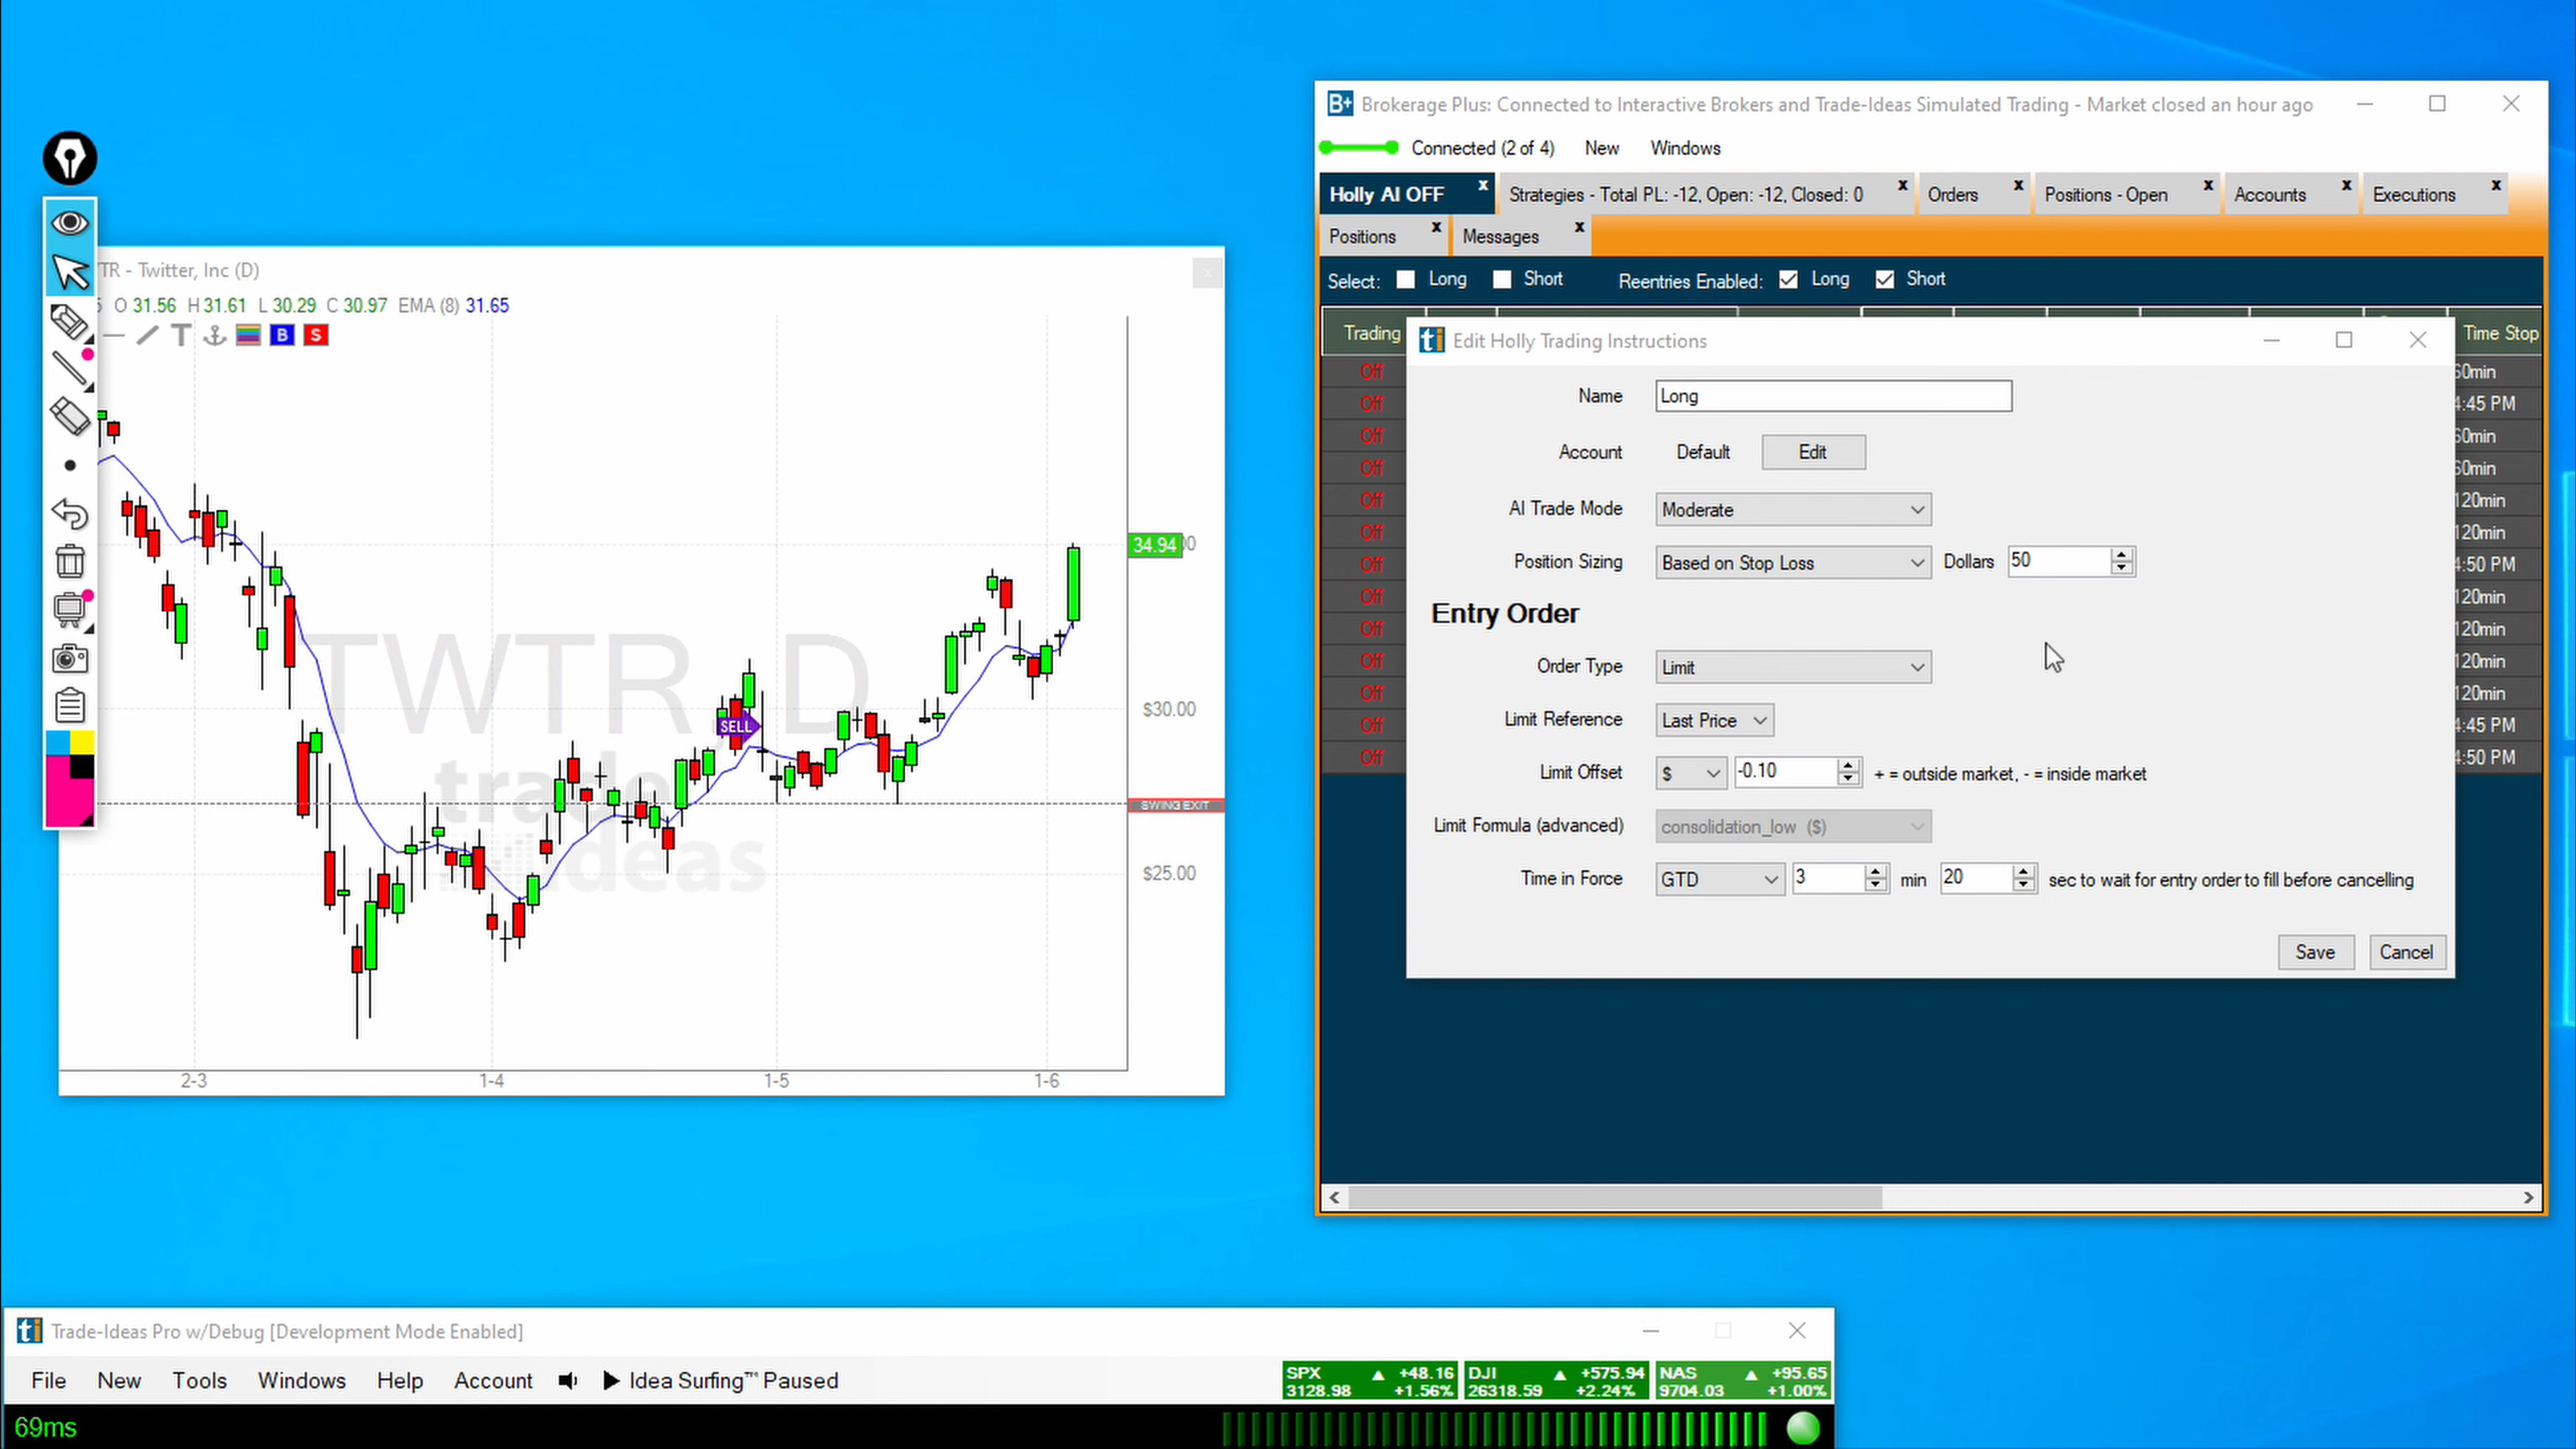 B+ Brokerage Plus: Connected to Interactive Brokers and Trade-Ideas Simulated Trading - Market closed an hour ago
Connected (2 of 4) New Windows
Holly AI OFF x Strategies - Total PL: -12, Open: -12, Closed: 0 x Orders x Positions - Open x Accounts x Executions x
Positions x Messages x
Select: Long Short Reentries Enabled: Long Short
Trading Time Stop
Off 60min
Off 4:45 PM
Off 60min
Off 60min
Off 120min
Off 120min
Off 4:50 PM
Off 120min
Off 120min
Off 120min
Off 120min
Off 4:45 PM
Off 4:50 PM
ti Edit Holly Trading Instructions
Name Long
Account Default Edit
AI Trade Mode Moderate
Position Sizing Based on Stop Loss Dollars 50
Entry Order
Order Type Limit
Limit Reference Last Price
Limit Offset $ -0.10 + = outside market, - = inside market
Limit Formula (advanced) consolidation_low ($)
Time in Force GTD 3 min 20 sec to wait for entry order to fill before cancelling
Save Cancel
TR - Twitter, Inc (D)
O 31.56 H 31.61 L 30.29 C 30.97 EMA (8) 31.65
T B S
TWTR, D
trade
ideas
SELL
34.94
$30.00
SWING EXIT
$25.00
2-3 1-4 1-5 1-6
ti Trade-Ideas Pro w/Debug [Development Mode Enabled]
File New Tools Windows Help Account Idea Surfing™ Paused
SPX ▲ +48.16 DJI ▲ +575.94 NAS ▲ +95.65
3128.98 +1.56% 26318.59 +2.24% 9704.03 +1.00%
69ms